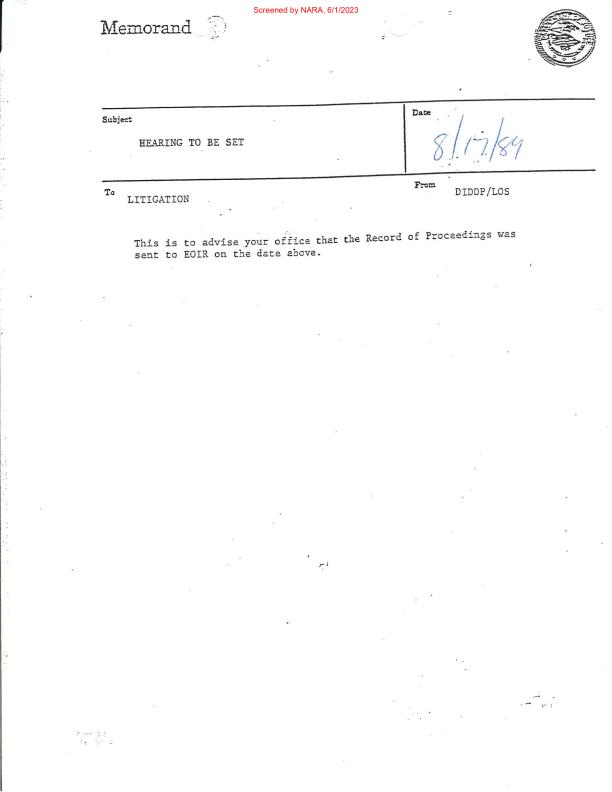 Screened by NARA, 6/1/2023
Memorand
Subject
HEARING TO BE SET
Date
8/17/84
To
LITIGATION
From
DIDDP/LOS
This is to advise your office that the Record of Proceedings was
sent to EOIR on the date above.